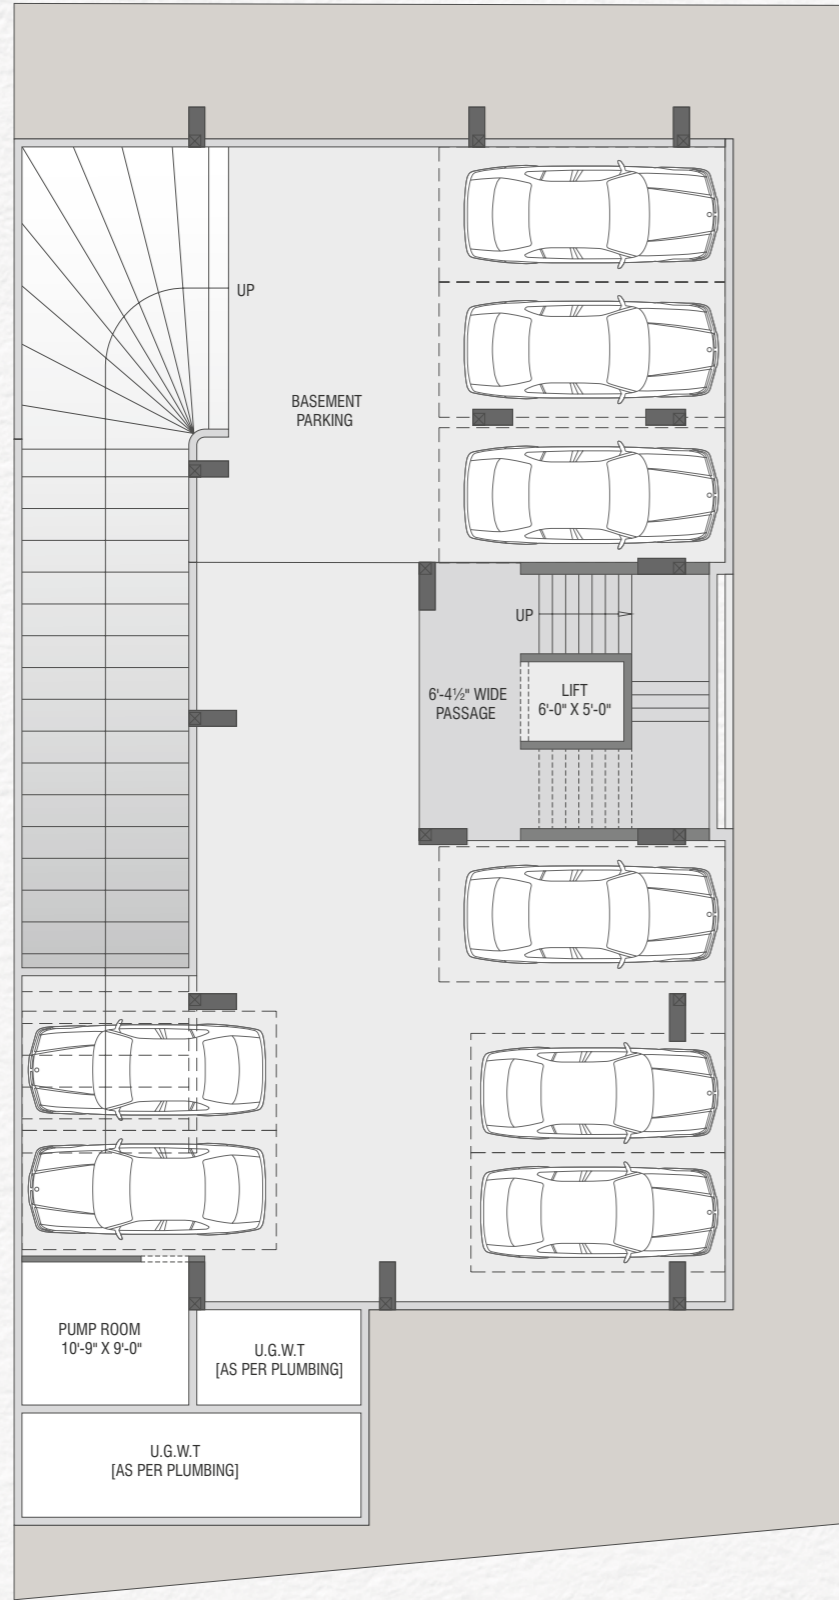 UP
BASEMENT
PARKING
UP
6'-4½" WIDE
PASSAGE
LIFT
6'-0" X 5'-0"
PUMP ROOM
10'-9" X 9'-0"
U.G.W.T
[AS PER PLUMBING]
U.G.W.T
[AS PER PLUMBING]